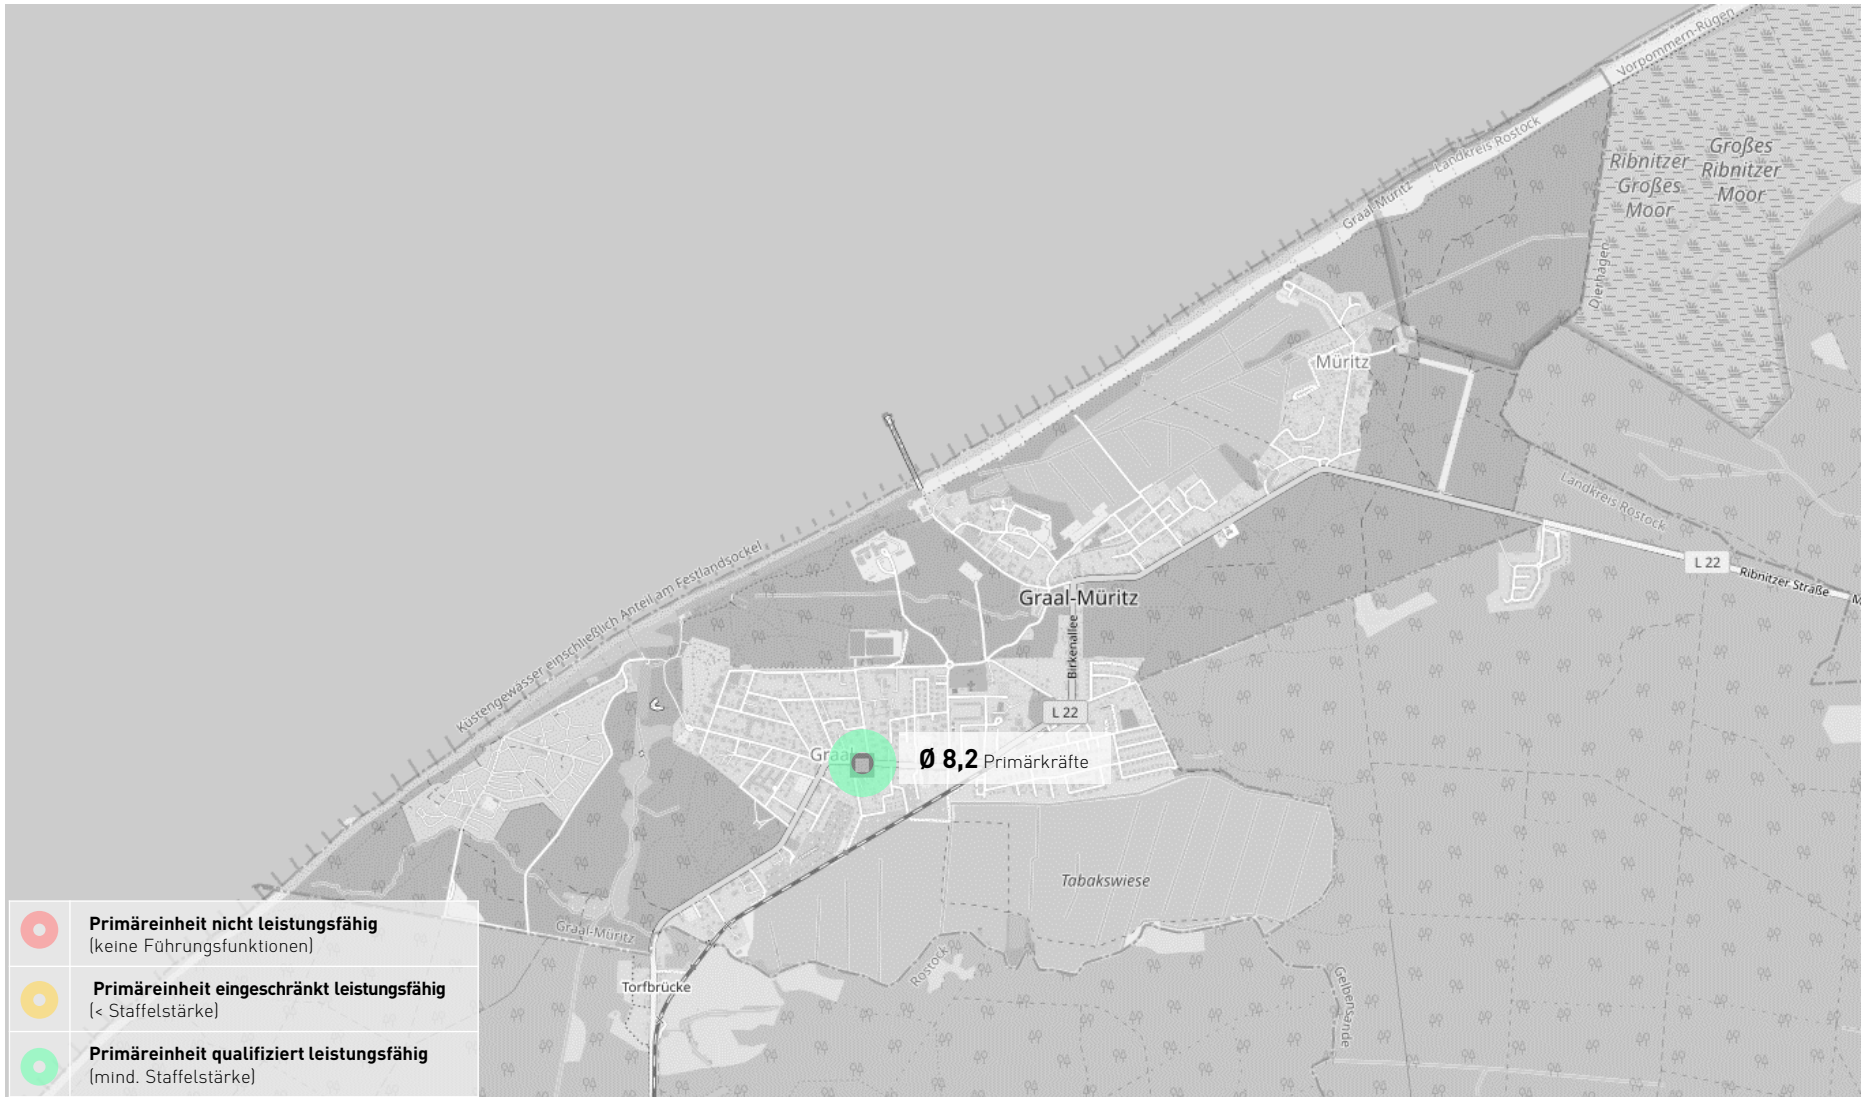 Vorpommern-Rügen
Landkreis Rostock
Graal-Müritz
Ribnitzer
Großes
Moor
Großes
Ribnitzer
Moor
Dierhagen
Müritz
Landkreis Rostock
L 22
Ribnitzer Straße
Küstengewässer einschließlich Anteil am Festlandsockel
Graal-Müritz
Birkenallee
L 22
Graal
Ø 8,2 Primärkräfte
Tabakswiese
Graal-Müritz
Rostock
Gelbensande
Torfbrücke
Primäreinheit nicht leistungsfähig
(keine Führungsfunktionen)
Primäreinheit eingeschränkt leistungsfähig
(< Staffelstärke)
Primäreinheit qualifiziert leistungsfähig
(mind. Staffelstärke)